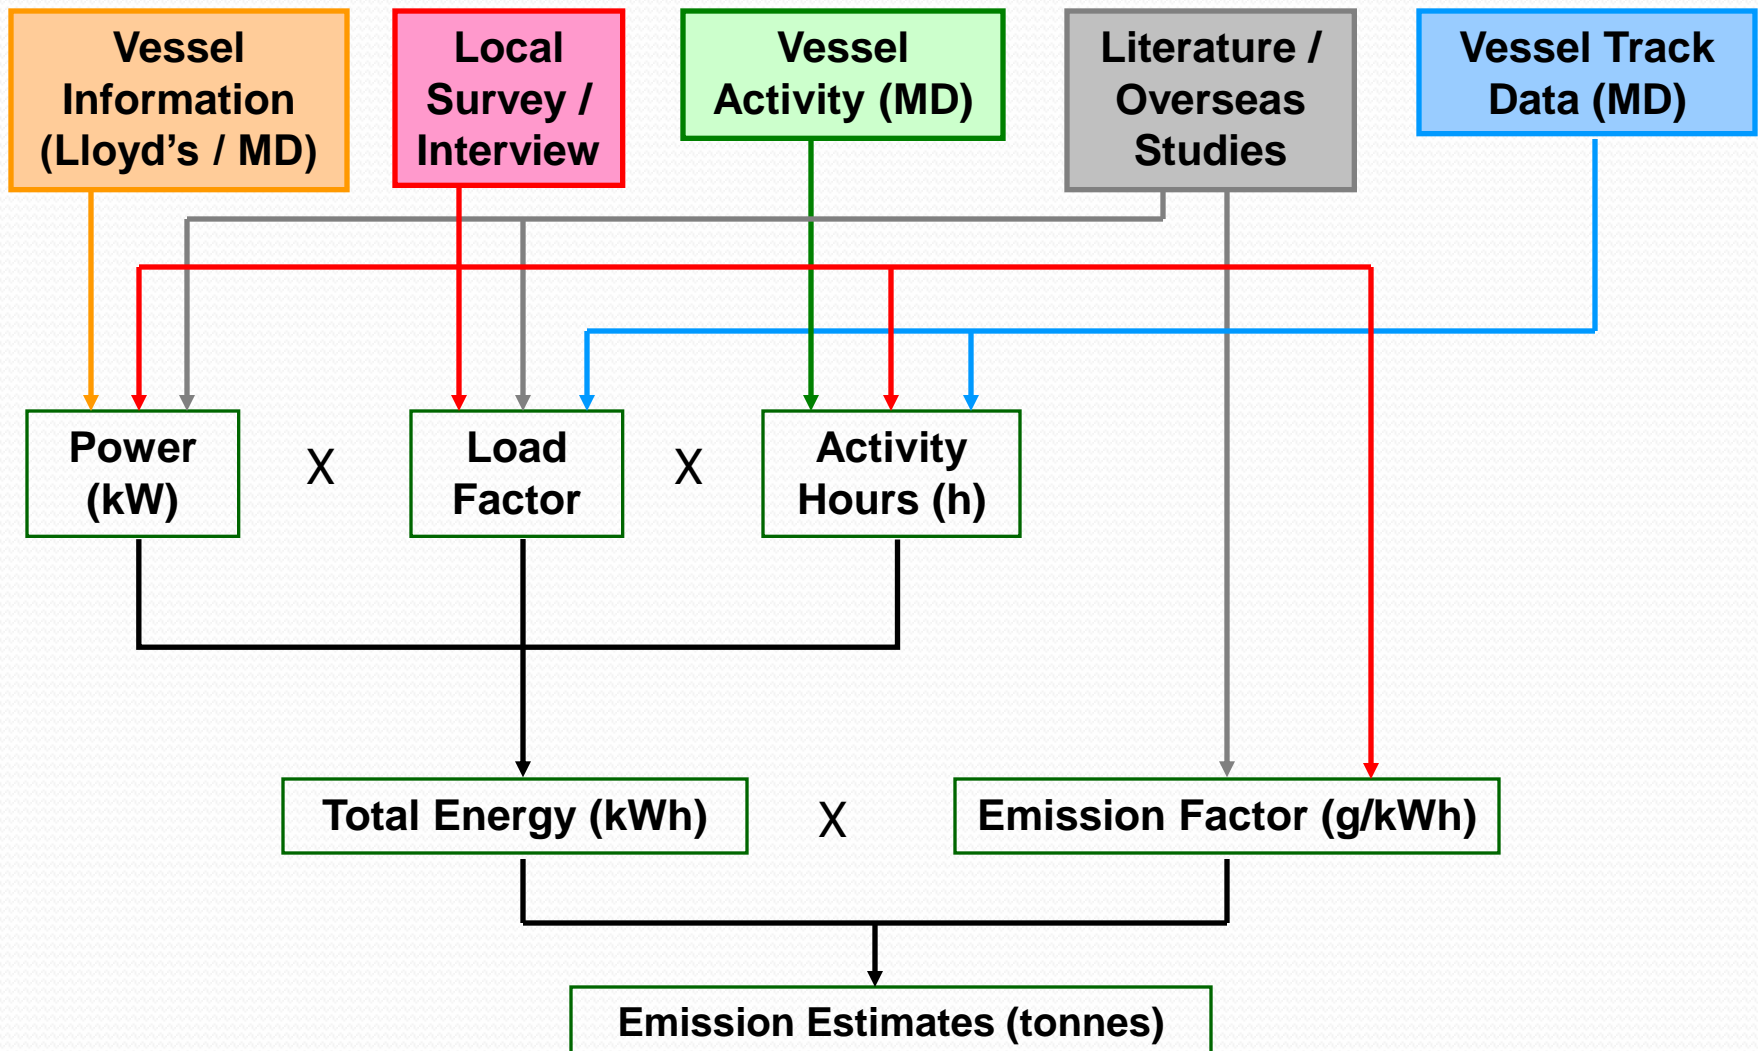 Vessel
Information
(Lloyd's / MD)
Local
Survey /
Interview
Vessel
Activity (MD)
Literature /
Overseas
Studies
Vessel Track
Data (MD)
Power
(kW)
X
Load
Factor
X
Activity
Hours (h)
Total Energy (kWh)
X
Emission Factor (g/kWh)
Emission Estimates (tonnes)